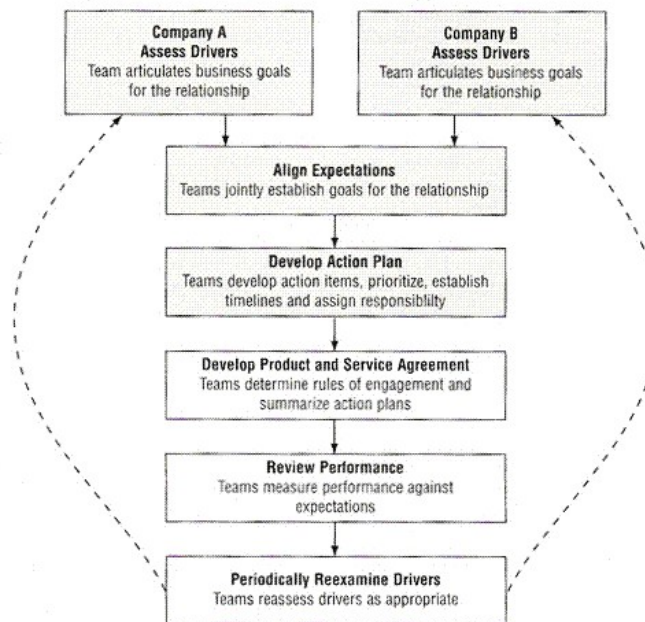 Company A
Assess Drivers
Team articulates business goals
for the relationship
Company B
Assess Drivers
Team articulates business goals
for the relationship
Align Expectations
Teams jointly establish goals for the relationship
Develop Action Plan
Teams develop action items, prioritize, establish
timelines and assign responsiblilty
Develop Product and Service Agreement
Teams determine rules of engagement and
summarize action plans
Review Performance
Teams measure performance against
expectations
Periodically Reexamine Drivers
Teams reassess drivers as appropriate